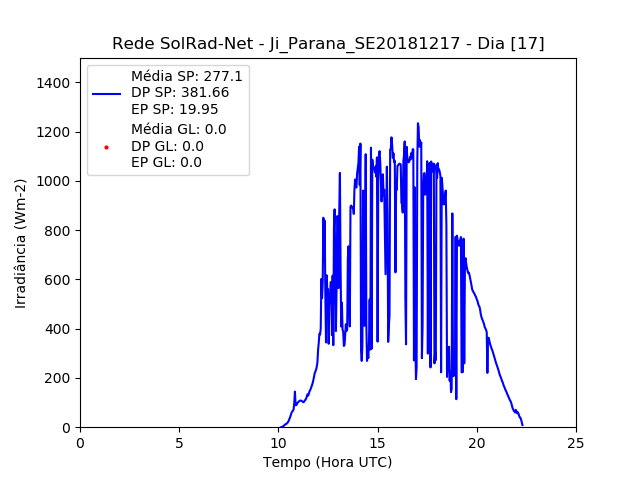 Rede SolRad-Net - Ji_Parana_SE20181217 - Dia [17]
Média SP: 277.1
DP SP: 381.66
EP SP: 19.95
Média GL: 0.0
DP GL: 0.0
EP GL: 0.0
Irradiância (Wm-2)
1400
1200
1000
800
600
400
200
0
0 5 10 15 20 25
Tempo (Hora UTC)